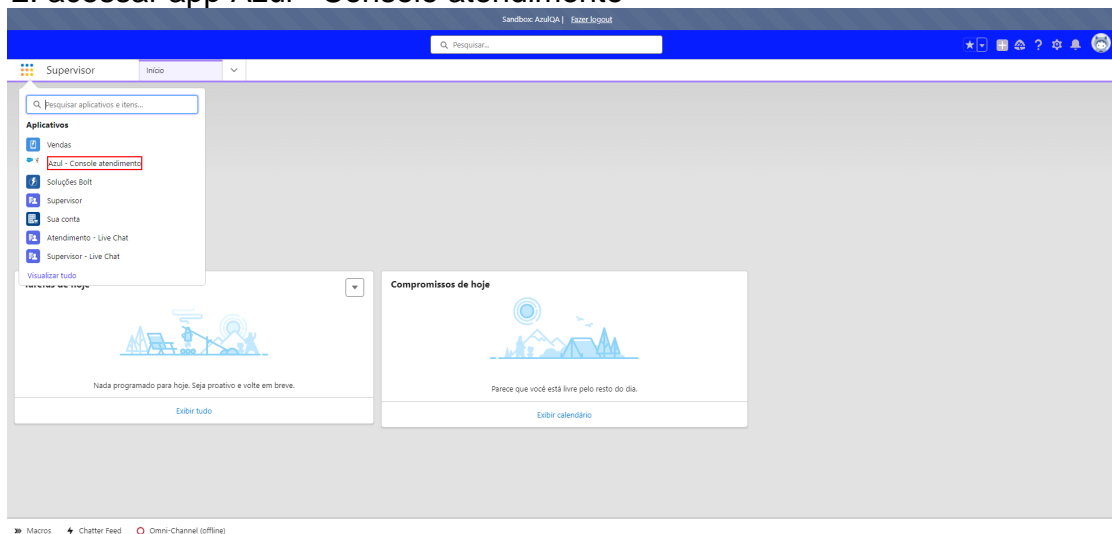 2. acessar app Azul - Console atendimento
Sandbox: AzulQA | Fazer logout
Pesquisar...
Supervisor
Início
Pesquisar aplicativos e itens...
Aplicativos
Vendas
Azul - Console atendimento
Soluções Bolt
Supervisor
Sua conta
Atendimento - Live Chat
Supervisor - Live Chat
Visualizar tudo
Tarefas de hoje
Nada programado para hoje. Seja proativo e volte em breve.
Exibir tudo
Compromissos de hoje
Parece que você está livre pelo resto do dia.
Exibir calendário
Macros
Chatter Feed
Omni-Channel (offline)